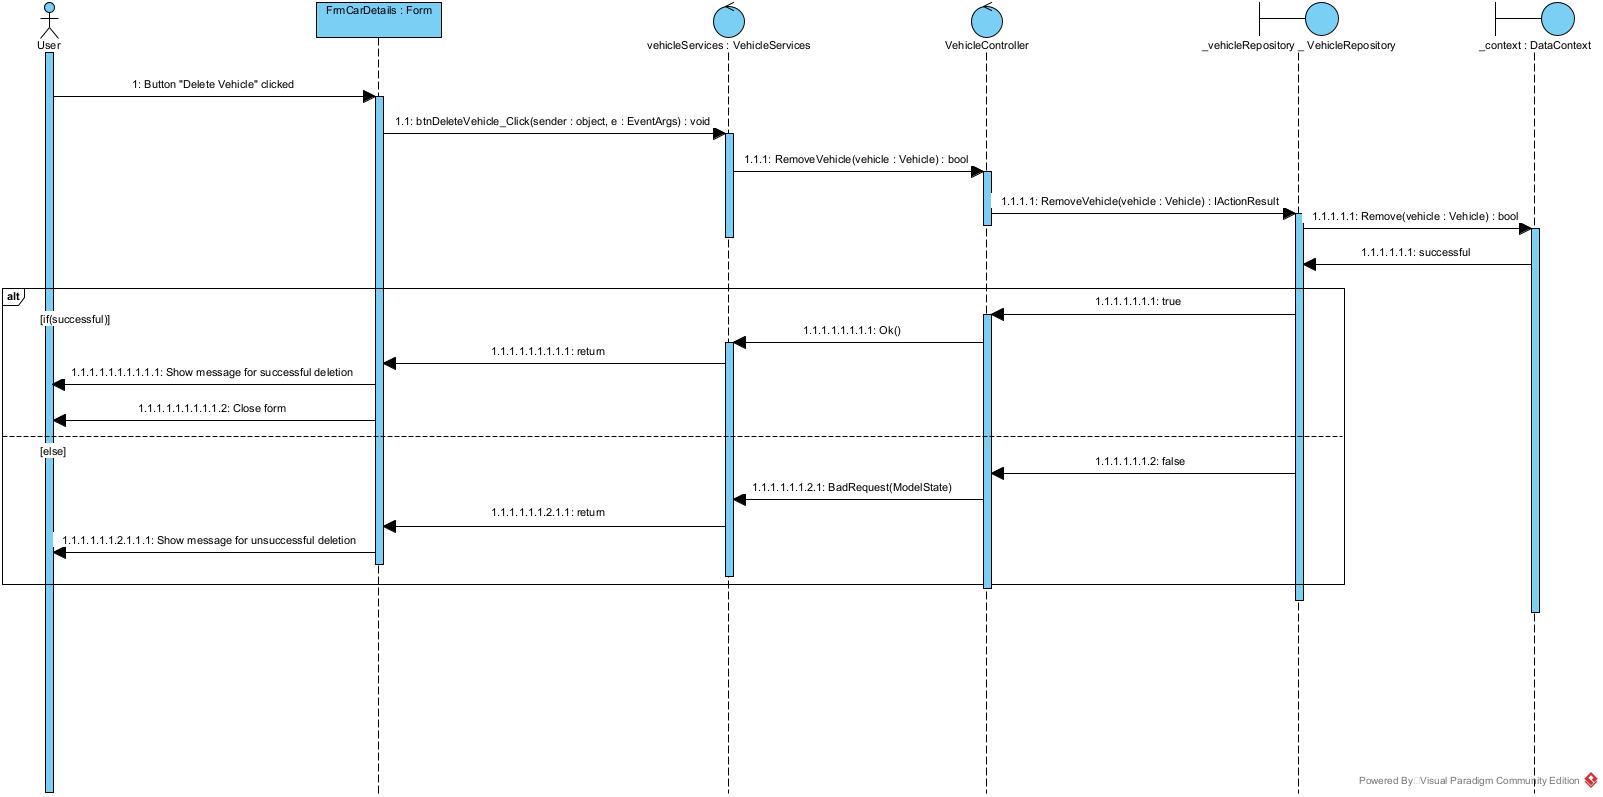 FrmCarDetails : Form
User
vehicleServices : VehicleServices
VehicleController
_vehicleRepository _ VehicleRepository
_context : DataContext
1: Button "Delete Vehicle" clicked
1.1: btnDeleteVehicle_Click(sender : object, e : EventArgs) : void
1.1.1: RemoveVehicle(vehicle : Vehicle) : bool
1.1.1.1: RemoveVehicle(vehicle : Vehicle) : IActionResult
1.1.1.1.1: Remove(vehicle : Vehicle) : bool
1.1.1.1.1.1: successful
alt
1.1.1.1.1.1.1: true
[if(successful)]
1.1.1.1.1.1.1.1: Ok()
1.1.1.1.1.1.1.1.1: return
1.1.1.1.1.1.1.1.1.1: Show message for successful deletion
1.1.1.1.1.1.1.1.1.2: Close form
[else]
1.1.1.1.1.1.2: false
1.1.1.1.1.1.2.1: BadRequest(ModelState)
1.1.1.1.1.1.2.1.1: return
1.1.1.1.1.1.2.1.1.1: Show message for unsuccessful deletion
Powered By Visual Paradigm Community Edition